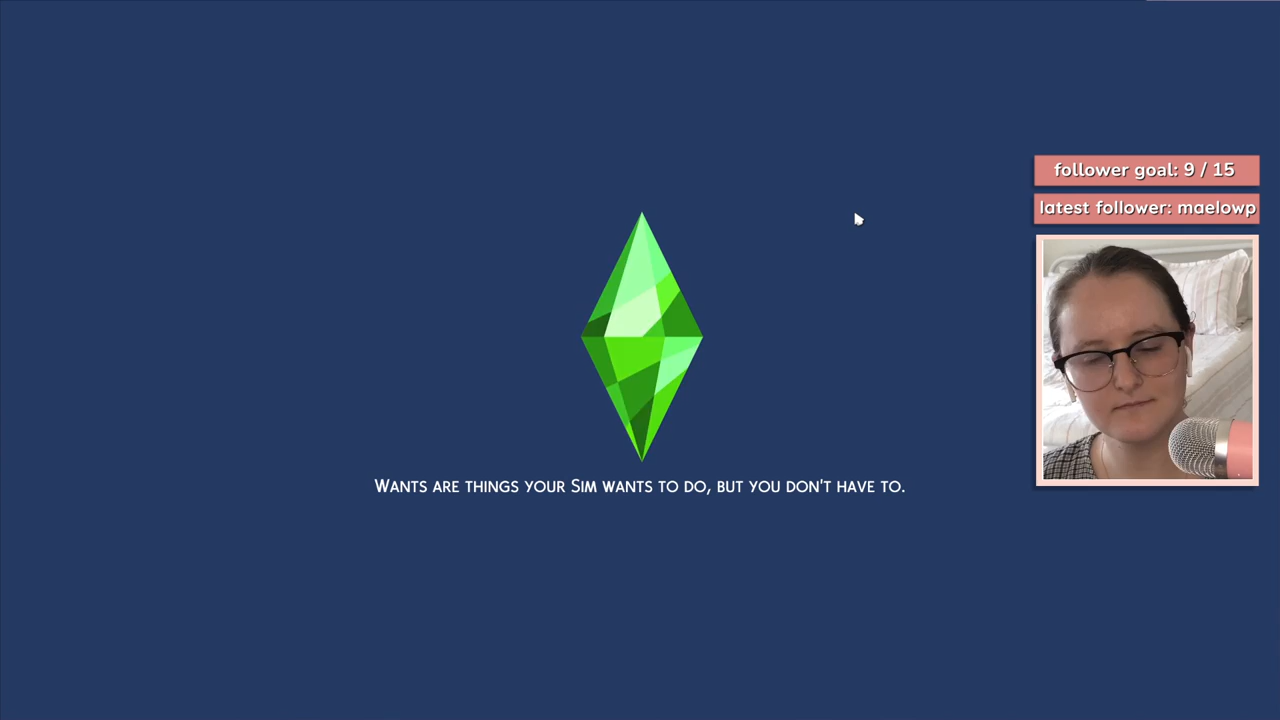 follower goal: 9 / 15
latest follower: maelowp
Wants are things your Sim wants to do, but you don't have to.